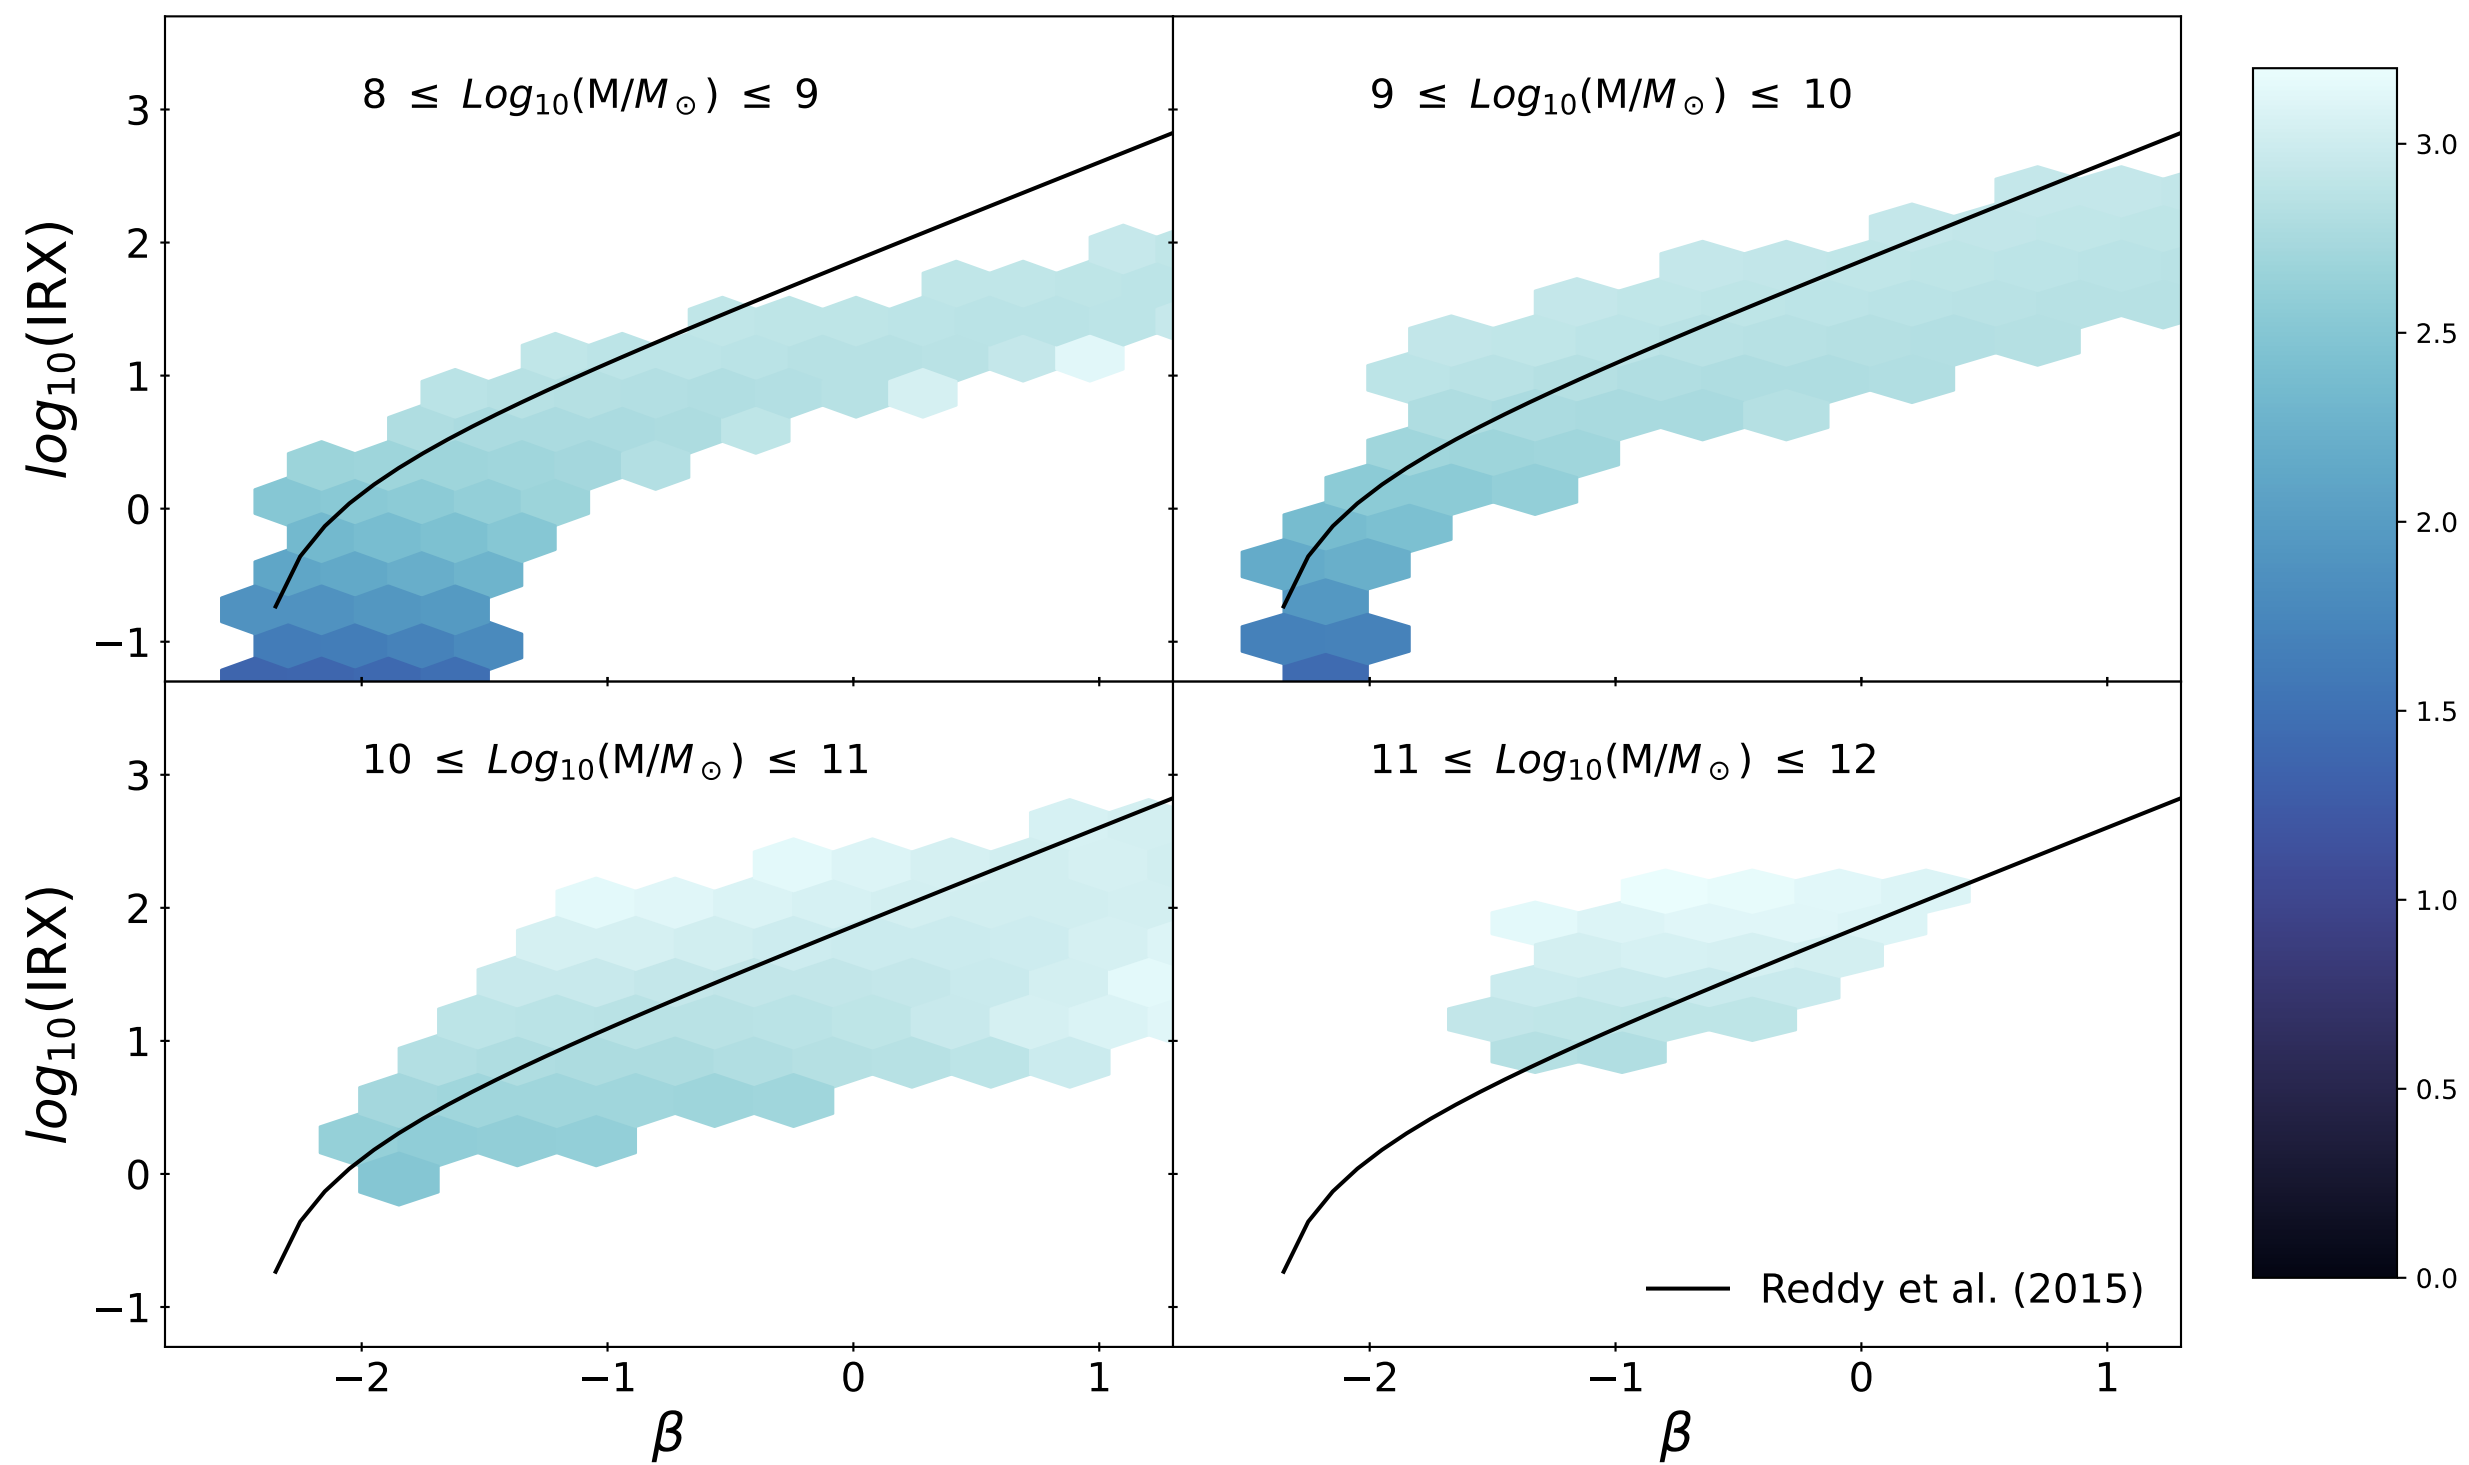 8 ≤ Log₁₀(M/M☉) ≤ 9
9 ≤ Log₁₀(M/M☉) ≤ 10
3
2
1
0
−1
log₁₀(IRX)
10 ≤ Log₁₀(M/M☉) ≤ 11
11 ≤ Log₁₀(M/M☉) ≤ 12
3
2
1
0
−1
log₁₀(IRX)
Reddy et al. (2015)
−2 −1 0 1
−2 −1 0 1
β
β
3.0
2.5
2.0
1.5
1.0
0.5
0.0